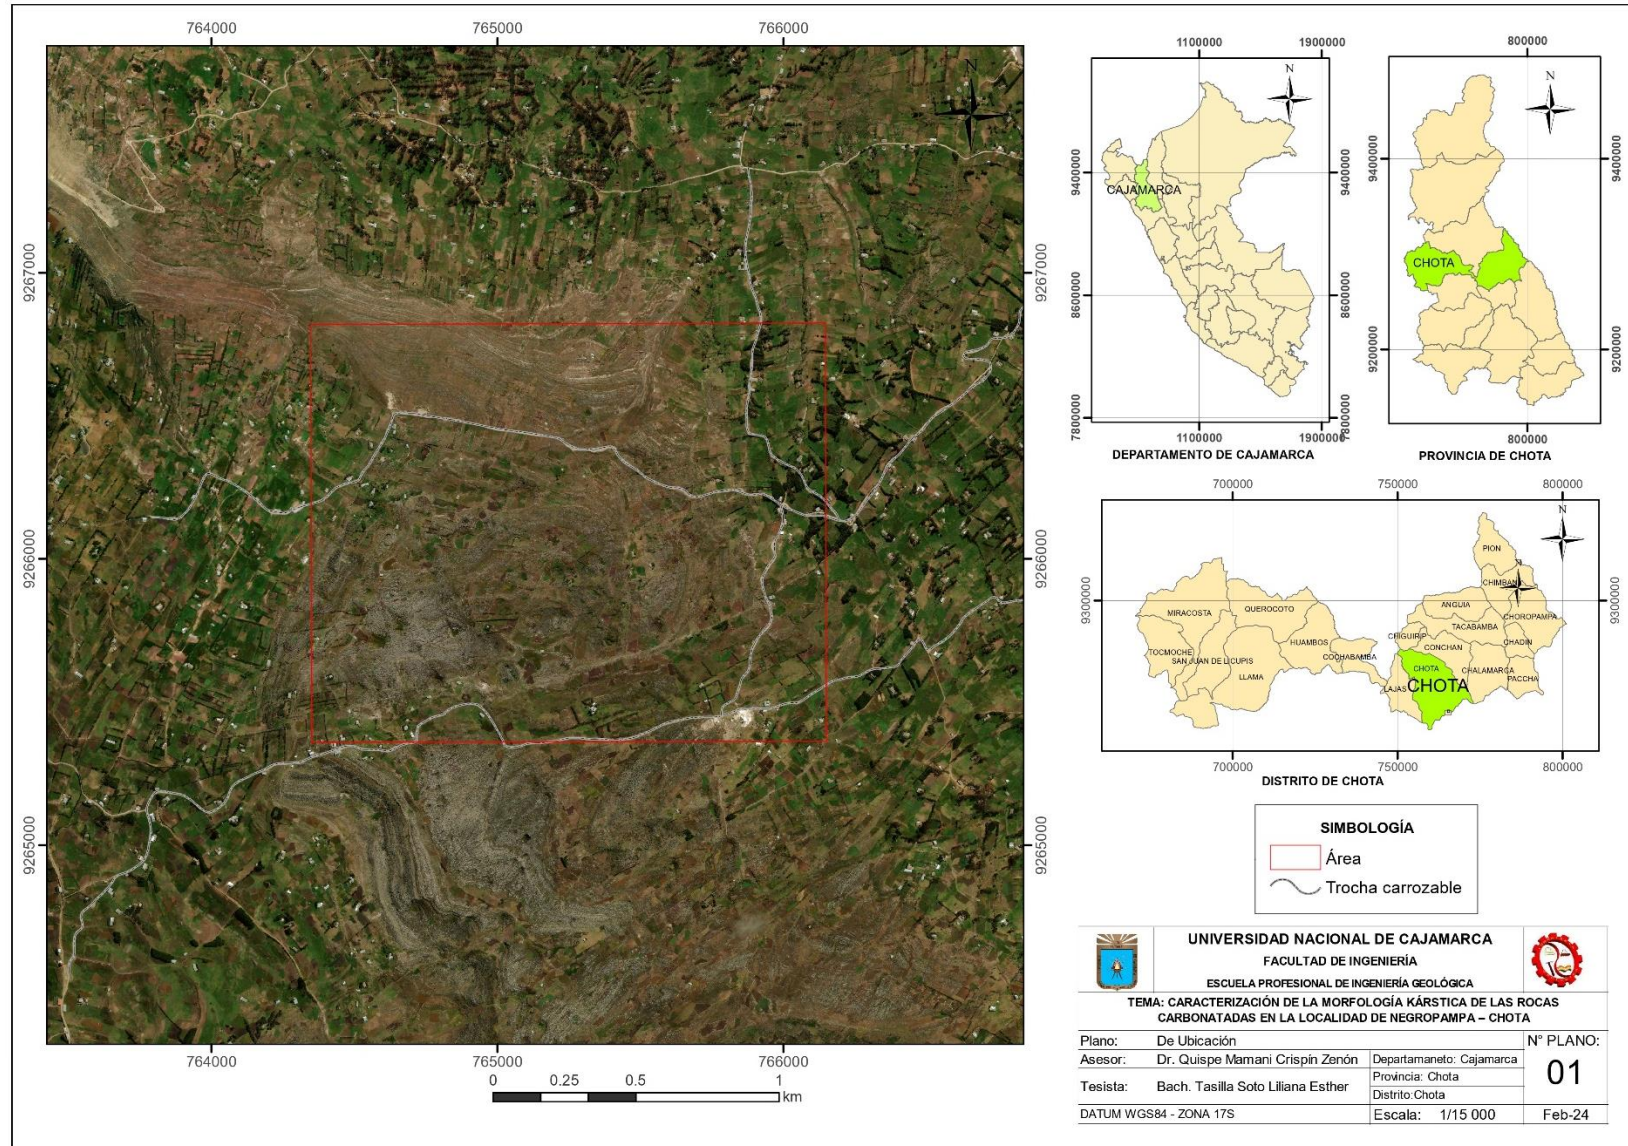 764000
765000
766000
9267000
9266000
9265000
9267000
9266000
9265000
N
764000
765000
766000
0
0.25
0.5
1
km
1100000
1900000
9400000
8600000
7800000
N
CAJAMARCA
9400000
8600000
7800000
1100000
1900000
DEPARTAMENTO DE CAJAMARCA
800000
9400000
9200000
N
CHOTA
9400000
9200000
800000
PROVINCIA DE CHOTA
700000
750000
800000
9300000
9300000
N
PION
N
CHIMBAN
MIRACOSTA
QUEROCOTO
ANGUIA
CHOROPAMPA
TACABAMBA
HUAMBOS
CHIGUIRIP
CHADIN
CONCHAN
TOCMOCHE
SAN JUAN DE LICUPIS
COCHABAMBA
CHOTA
CHALAMARCA
LLAMA
LAJAS
CHOTA
PACCHA
700000
750000
800000
DISTRITO DE CHOTA
SIMBOLOGÍA
Área
Trocha carrozable
UNIVERSIDAD NACIONAL DE CAJAMARCA
FACULTAD DE INGENIERÍA
ESCUELA PROFESIONAL DE INGENIERÍA GEOLÓGICA
TEMA: CARACTERIZACIÓN DE LA MORFOLOGÍA KÁRSTICA DE LAS ROCAS
CARBONATADAS EN LA LOCALIDAD DE NEGROPAMPA – CHOTA
Plano: De Ubicación
N° PLANO:
Asesor: Dr. Quispe Mamani Crispín Zenón
Departamaneto: Cajamarca
01
Tesista: Bach. Tasilla Soto Liliana Esther
Provincia: Chota
Distrito:Chota
DATUM WGS84 - ZONA 17S
Escala: 1/15 000
Feb-24